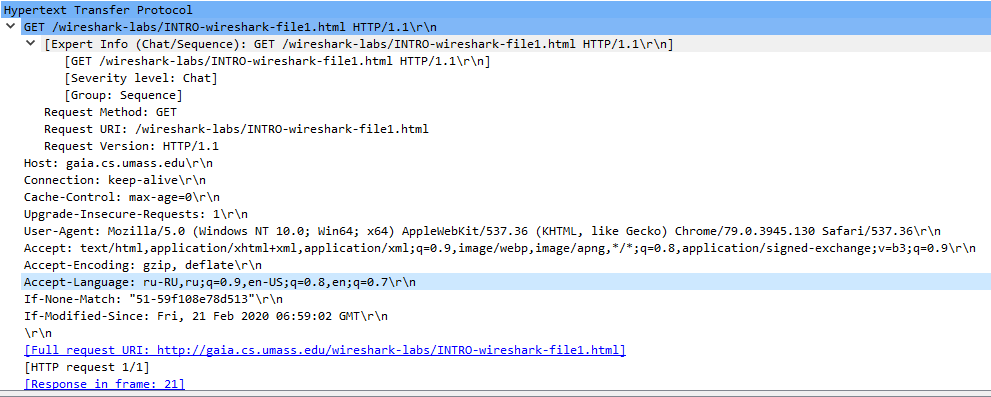 Hypertext Transfer Protocol
GET /wireshark-labs/INTRO-wireshark-file1.html HTTP/1.1\r\n
[Expert Info (Chat/Sequence): GET /wireshark-labs/INTRO-wireshark-file1.html HTTP/1.1\r\n]
[GET /wireshark-labs/INTRO-wireshark-file1.html HTTP/1.1\r\n]
[Severity level: Chat]
[Group: Sequence]
Request Method: GET
Request URI: /wireshark-labs/INTRO-wireshark-file1.html
Request Version: HTTP/1.1
Host: gaia.cs.umass.edu\r\n
Connection: keep-alive\r\n
Cache-Control: max-age=0\r\n
Upgrade-Insecure-Requests: 1\r\n
User-Agent: Mozilla/5.0 (Windows NT 10.0; Win64; x64) AppleWebKit/537.36 (KHTML, like Gecko) Chrome/79.0.3945.130 Safari/537.36\r\n
Accept: text/html,application/xhtml+xml,application/xml;q=0.9,image/webp,image/apng,*/*;q=0.8,application/signed-exchange;v=b3;q=0.9\r\n
Accept-Encoding: gzip, deflate\r\n
Accept-Language: ru-RU,ru;q=0.9,en-US;q=0.8,en;q=0.7\r\n
If-None-Match: "51-59f108e78d513"\r\n
If-Modified-Since: Fri, 21 Feb 2020 06:59:02 GMT\r\n
\r\n
[Full request URI: http://gaia.cs.umass.edu/wireshark-labs/INTRO-wireshark-file1.html]
[HTTP request 1/1]
[Response in frame: 21]